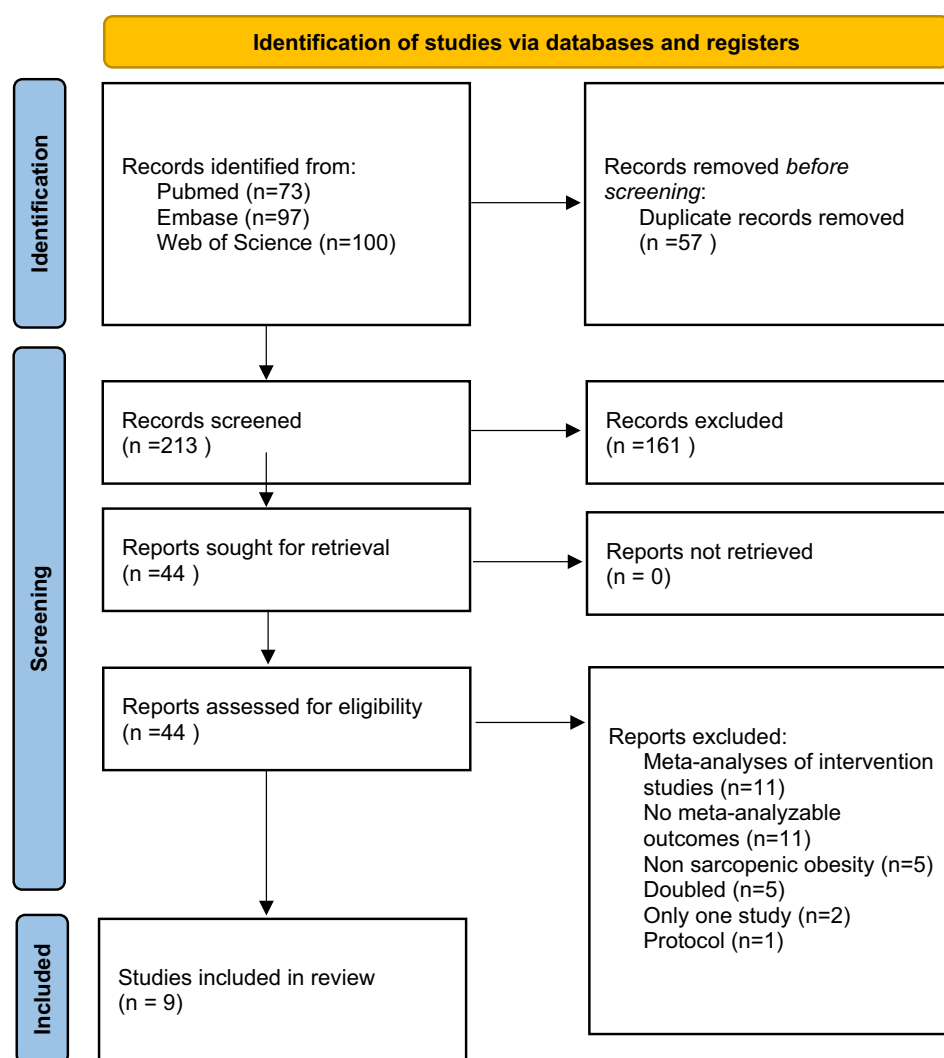 Identification of studies via databases and registers
Identification
Records identified from:
Pubmed (n=73)
Embase (n=97)
Web of Science (n=100)
Records removed before
screening:
Duplicate records removed
(n =57 )
Screening
Records screened
(n =213 )
Records excluded
(n =161 )
Reports sought for retrieval
(n =44 )
Reports not retrieved
(n = 0)
Reports assessed for eligibility
(n =44 )
Reports excluded:
Meta-analyses of intervention
studies (n=11)
No meta-analyzable
outcomes (n=11)
Non sarcopenic obesity (n=5)
Doubled (n=5)
Only one study (n=2)
Protocol (n=1)
Included
Studies included in review
(n = 9)